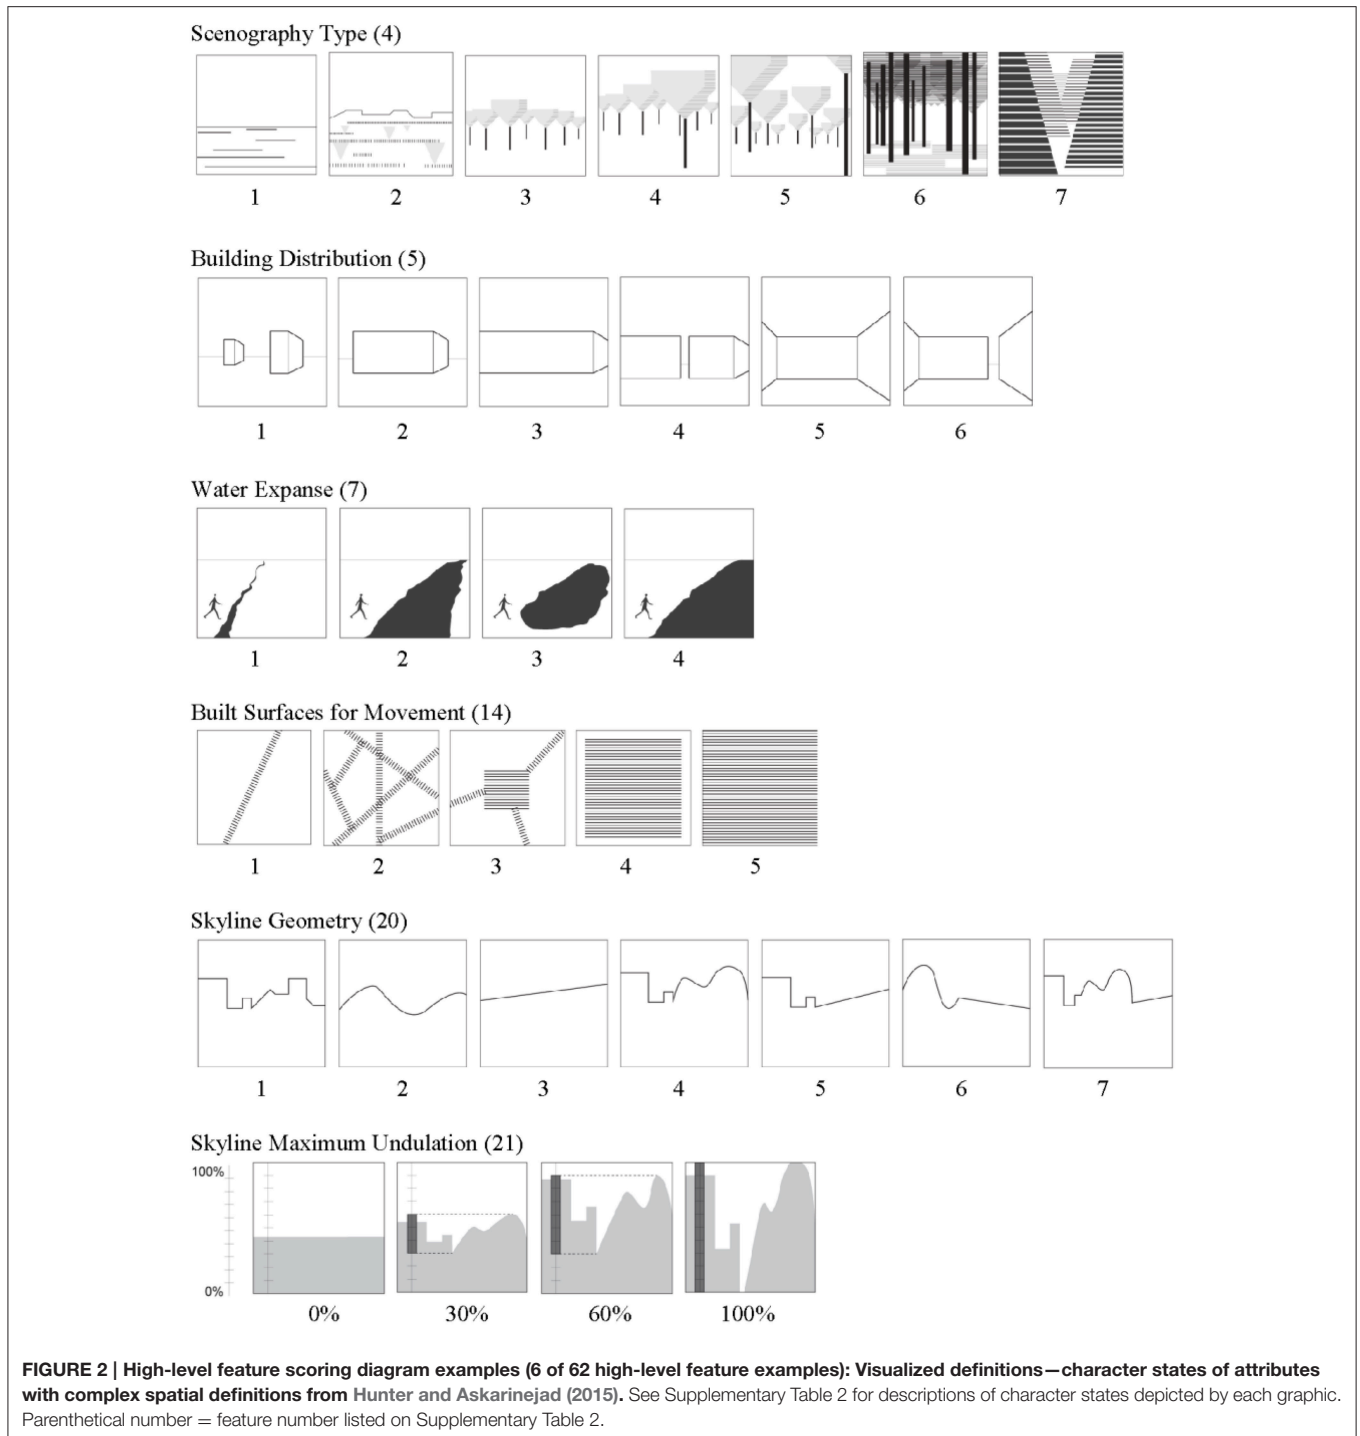 Scenography Type (4)
1 2 3 4 5 6 7
Building Distribution (5)
1 2 3 4 5 6
Water Expanse (7)
1 2 3 4
Built Surfaces for Movement (14)
1 2 3 4 5
Skyline Geometry (20)
1 2 3 4 5 6 7
Skyline Maximum Undulation (21)
100%
0%
0% 30% 60% 100%
FIGURE 2 | High-level feature scoring diagram examples (6 of 62 high-level feature examples): Visualized definitions—character states of attributes
with complex spatial definitions from Hunter and Askarinejad (2015). See Supplementary Table 2 for descriptions of character states depicted by each graphic.
Parenthetical number = feature number listed on Supplementary Table 2.